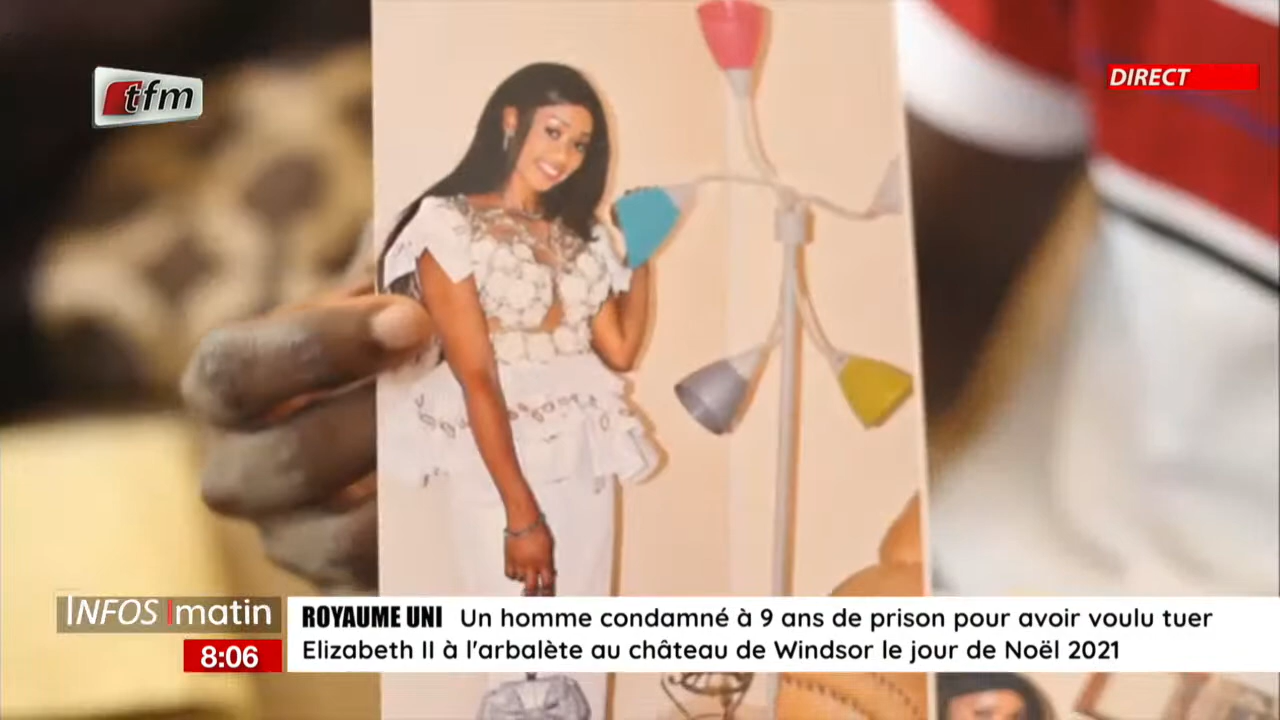 tfm
DIRECT
INFOS matin
8:06
ROYAUME UNI Un homme condamné à 9 ans de prison pour avoir voulu tuer
Elizabeth II à l'arbalète au château de Windsor le jour de Noël 2021